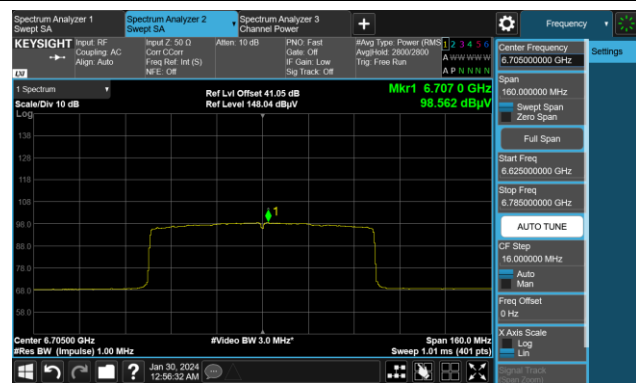 Spectrum Analyzer 1
Swept SA
Spectrum Analyzer 2
Swept SA
Spectrum Analyzer 3
Channel Power
Frequency
KEYSIGHT
Input: RF
Coupling: AC
Align: Auto
Input Z: 50 Ω
Corr CCorr
Freq Ref: Int (S)
NFE: Off
Atten: 10 dB
PNO: Fast
Gate: Off
IF Gain: Low
Sig Track: Off
#Avg Type: Power (RMS)
Avg|Hold: 2800/2800
Trig: Free Run
1 2 3 4 5 6
A W W W W W
A P N N N N
LXI
1 Spectrum
Scale/Div 10 dB
Log
Ref Lvl Offset 41.05 dB
Ref Level 148.04 dBµV
Mkr1 6.707 0 GHz
98.562 dBµV
138
128
118
108
98.0
88.0
78.0
68.0
58.0
1
Center 6.70500 GHz
#Res BW (Impulse) 1.00 MHz
#Video BW 3.0 MHz*
Span 160.0 MHz
Sweep 1.01 ms (401 pts)
Center Frequency
6.705000000 GHz
Settings
Span
160.000000 MHz
Swept Span
Zero Span
Full Span
Start Freq
6.625000000 GHz
Stop Freq
6.785000000 GHz
AUTO TUNE
CF Step
16.000000 MHz
Auto
Man
Freq Offset
0 Hz
X Axis Scale
Log
Lin
Signal Track
(Span Zoom)
?
Jan 30, 2024
12:56:32 AM